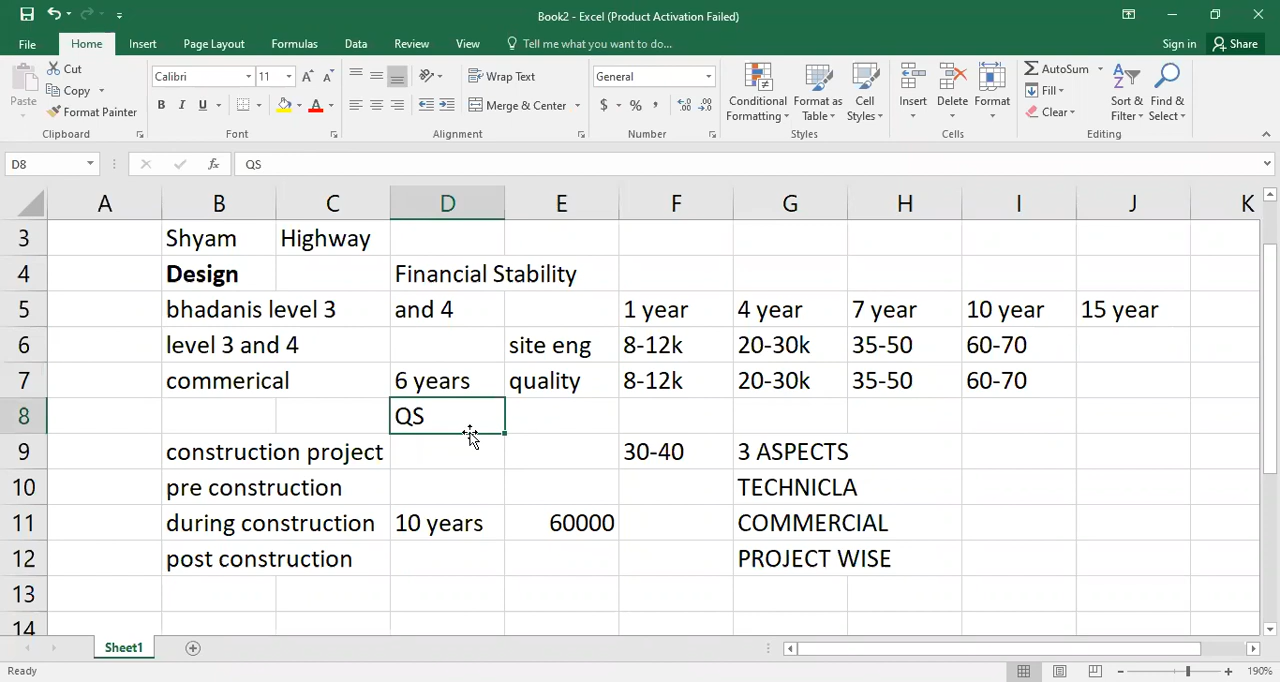 Book2 - Excel (Product Activation Failed)
File Home Insert Page Layout Formulas Data Review View Tell me what you want to do... Sign in Share
Paste Cut Copy Format Painter Clipboard
Calibri 11 B I U A Font
Wrap Text Merge & Center Alignment
General $ % , Number
Conditional Formatting Format as Table Cell Styles Styles
Insert Delete Format Cells
AutoSum Fill Clear Sort & Filter Find & Select Editing
D8 fx QS
A B C D E F G H I J K
3 Shyam Highway
4 Design Financial Stability
5 bhadanis level 3 and 4 1 year 4 year 7 year 10 year 15 year
6 level 3 and 4 site eng 8-12k 20-30k 35-50 60-70
7 commerical 6 years quality 8-12k 20-30k 35-50 60-70
8 QS
9 construction project 30-40 3 ASPECTS
10 pre construction TECHNICLA
11 during construction 10 years 60000 COMMERCIAL
12 post construction PROJECT WISE
13
14
Sheet1
Ready 190%